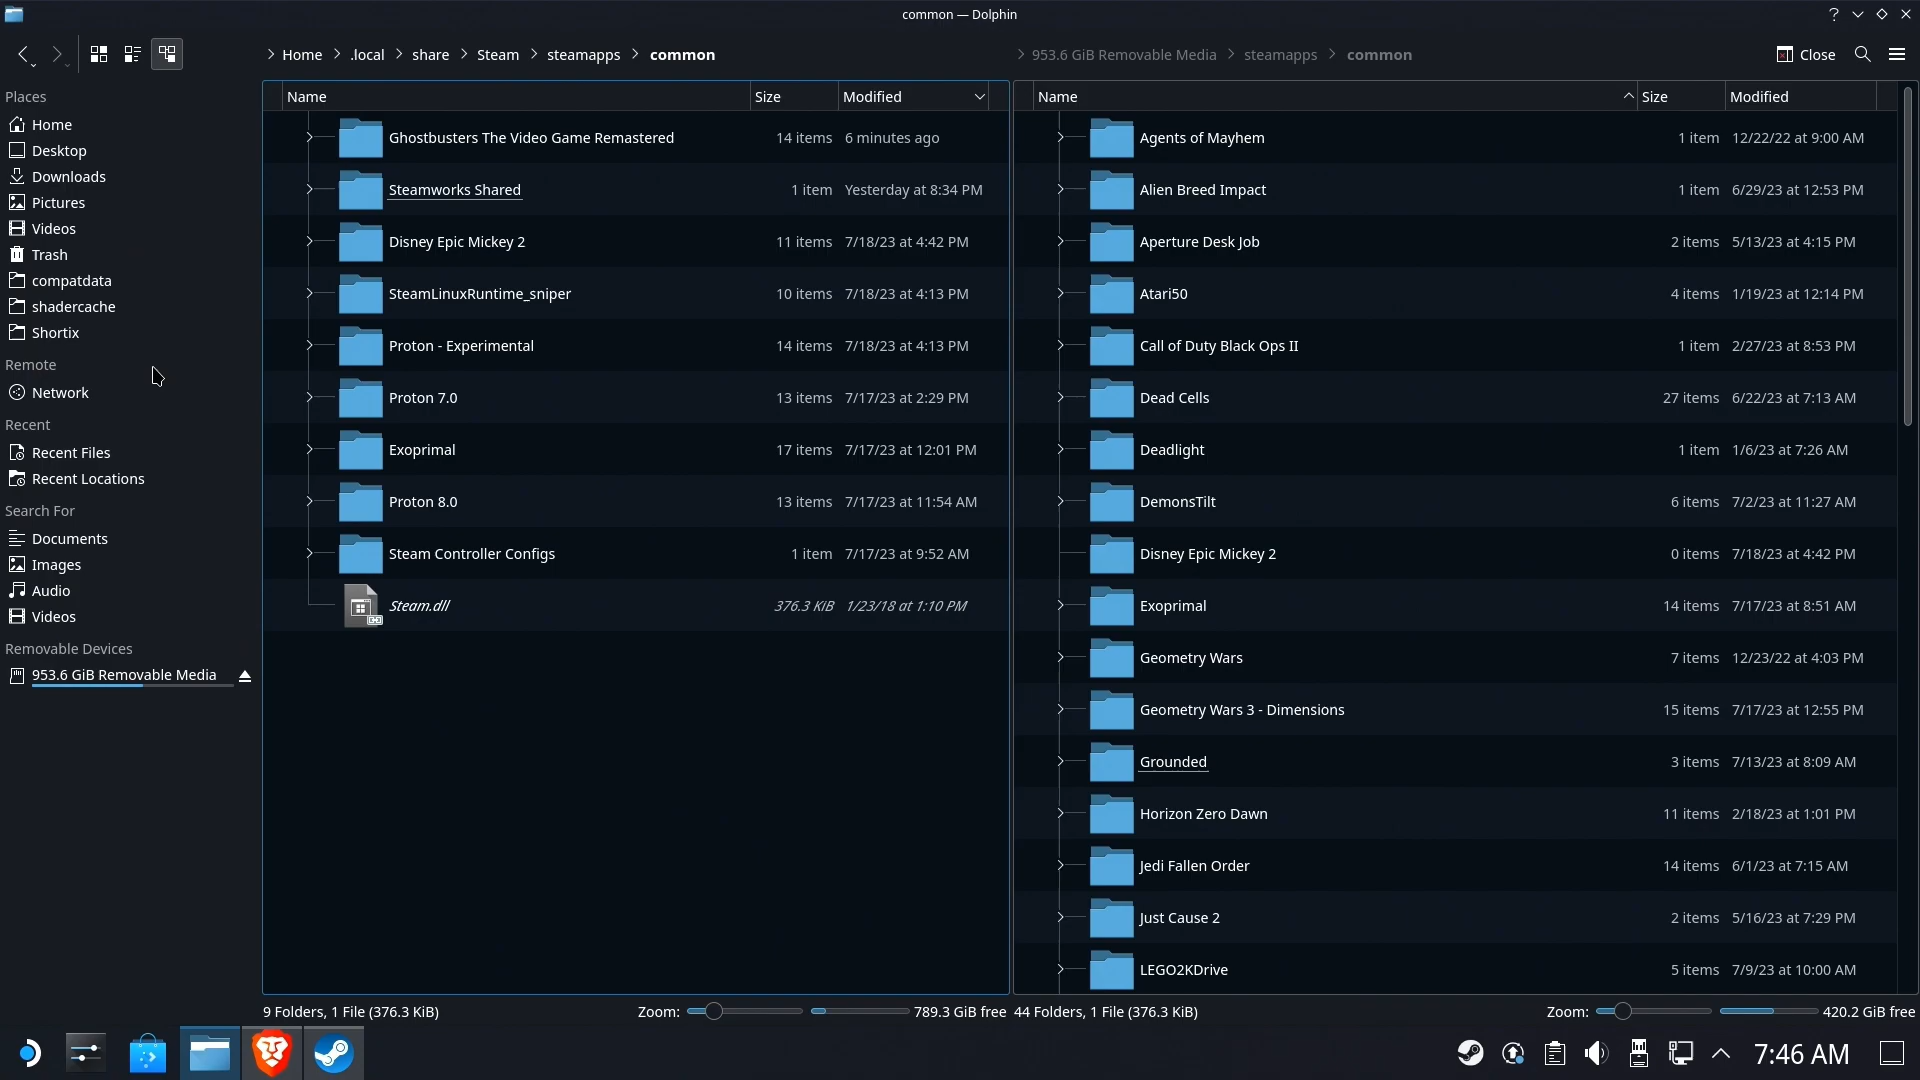 common — Dolphin
Home .local share Steam steamapps common
953.6 GiB Removable Media steamapps common
Close
Places
Home
Desktop
Downloads
Pictures
Videos
Trash
compatdata
shadercache
Shortix
Remote
Network
Recent
Recent Files
Recent Locations
Search For
Documents
Images
Audio
Videos
Removable Devices
953.6 GiB Removable Media
Name Size Modified
Ghostbusters The Video Game Remastered 14 items 6 minutes ago
Steamworks Shared 1 item Yesterday at 8:34 PM
Disney Epic Mickey 2 11 items 7/18/23 at 4:42 PM
SteamLinuxRuntime_sniper 10 items 7/18/23 at 4:13 PM
Proton - Experimental 14 items 7/18/23 at 4:13 PM
Proton 7.0 13 items 7/17/23 at 2:29 PM
Exoprimal 17 items 7/17/23 at 12:01 PM
Proton 8.0 13 items 7/17/23 at 11:54 AM
Steam Controller Configs 1 item 7/17/23 at 9:52 AM
Steam.dll 376.3 KiB 1/23/18 at 1:10 PM
9 Folders, 1 File (376.3 KiB) Zoom: 789.3 GiB free
Name Size Modified
Agents of Mayhem 1 item 12/22/22 at 9:00 AM
Alien Breed Impact 1 item 6/29/23 at 12:53 PM
Aperture Desk Job 2 items 5/13/23 at 4:15 PM
Atari50 4 items 1/19/23 at 12:14 PM
Call of Duty Black Ops II 1 item 2/27/23 at 8:53 PM
Dead Cells 27 items 6/22/23 at 7:13 AM
Deadlight 1 item 1/6/23 at 7:26 AM
DemonsTilt 6 items 7/2/23 at 11:27 AM
Disney Epic Mickey 2 0 items 7/18/23 at 4:42 PM
Exoprimal 14 items 7/17/23 at 8:51 AM
Geometry Wars 7 items 12/23/22 at 4:03 PM
Geometry Wars 3 - Dimensions 15 items 7/17/23 at 12:55 PM
Grounded 3 items 7/13/23 at 8:09 AM
Horizon Zero Dawn 11 items 2/18/23 at 1:01 PM
Jedi Fallen Order 14 items 6/1/23 at 7:15 AM
Just Cause 2 2 items 5/16/23 at 7:29 PM
LEGO2KDrive 5 items 7/9/23 at 10:00 AM
44 Folders, 1 File (376.3 KiB) Zoom: 420.2 GiB free
7:46 AM